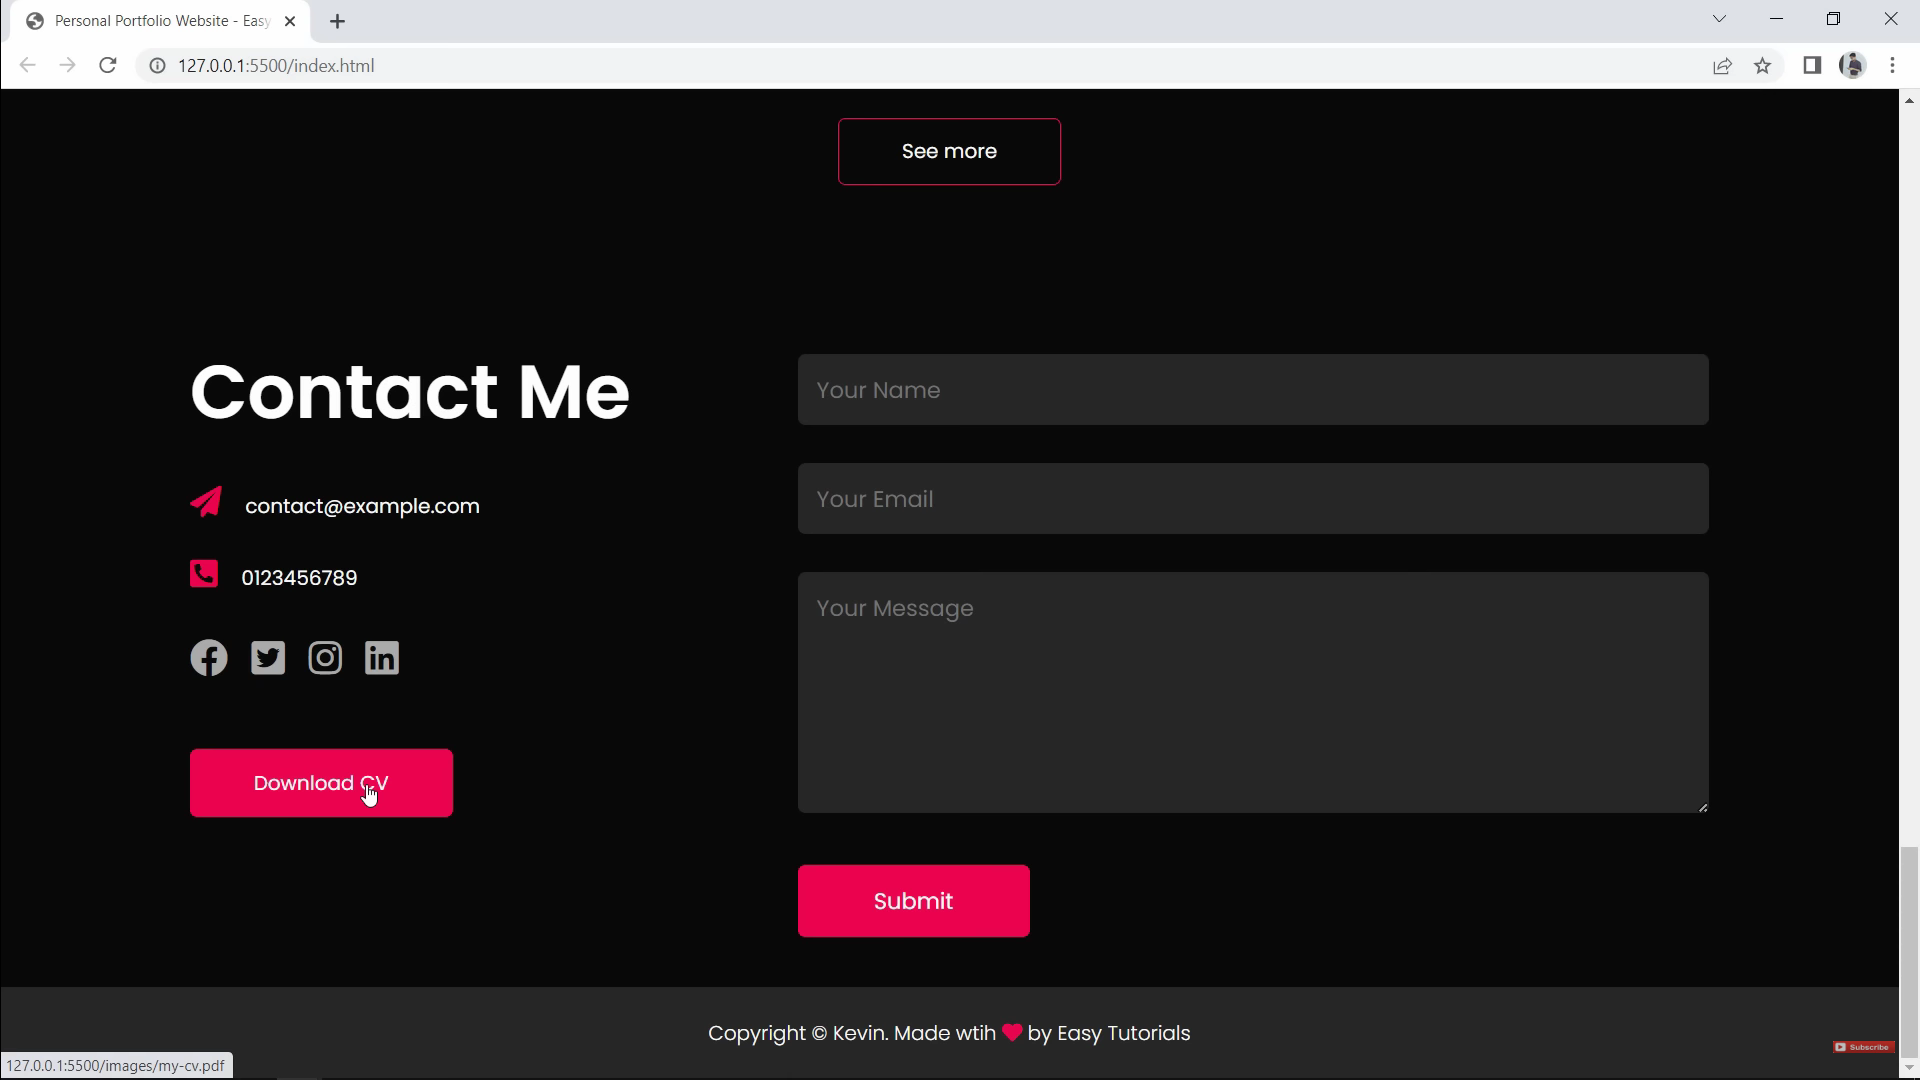 Personal Portfolio Website - Easy
127.0.0.1:5500/index.html
See more
Contact Me
contact@example.com
0123456789
Download CV
Your Name
Your Email
Your Message
Submit
Copyright © Kevin. Made wtih ❤ by Easy Tutorials
Subscribe
127.0.0.1:5500/images/my-cv.pdf